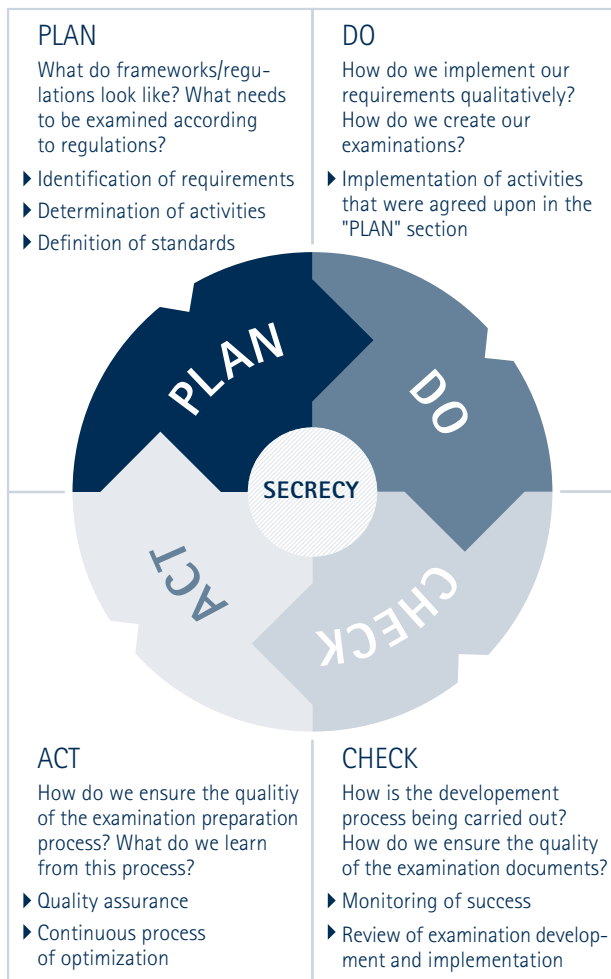 PLAN
What do frameworks/regu-
lations look like? What needs
to be examined according
to regulations?
Identification of requirements
Determination of activities
Definition of standards
DO
How do we implement our
requirements qualitatively?
How do we create our
examinations?
Implementation of activities
that were agreed upon in the
"PLAN" section
PLAN
DO
SECRECY
ACT
CHECK
ACT
How do we ensure the qualitiy
of the examination preparation
process? What do we learn
from this process?
Quality assurance
Continuous process
of optimization
CHECK
How is the developement
process being carried out?
How do we ensure the quality
of the examination documents?
Monitoring of success
Review of examination develop-
ment and implementation